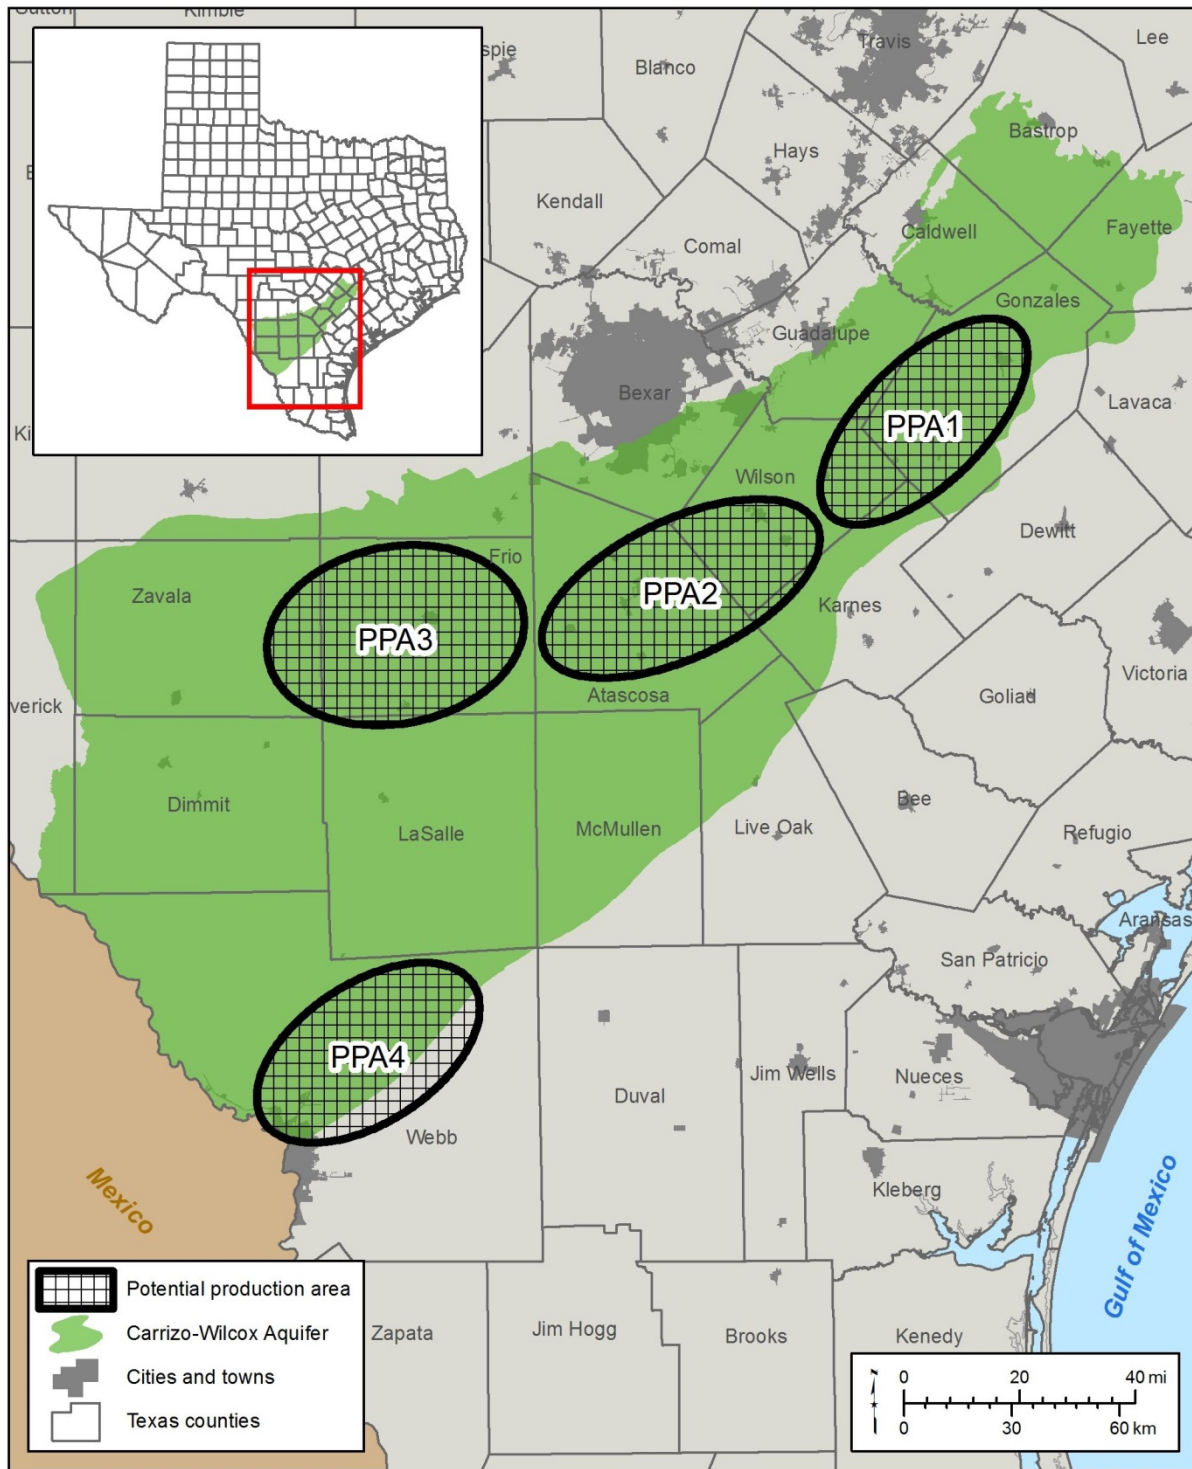 Kimble
Travis
Lee
Blanco
Bastrop
Hays
Kendall
Comal
Caldwell
Fayette
Gonzales
Guadalupe
Bexar
Lavaca
PPA1
Wilson
Dewitt
Frio
Zavala
PPA2
Karnes
PPA3
Victoria
Atascosa
Goliad
verick
Dimmit
LaSalle
McMullen
Live Oak
Bee
Refugio
Aransas
San Patricio
PPA4
Duval
Jim Wells
Nueces
Webb
Kleberg
Mexico
Gulf of Mexico
Zapata
Jim Hogg
Brooks
Kenedy
Potential production area
Carrizo-Wilcox Aquifer
Cities and towns
Texas counties
N
0 20 40 mi
0 30 60 km